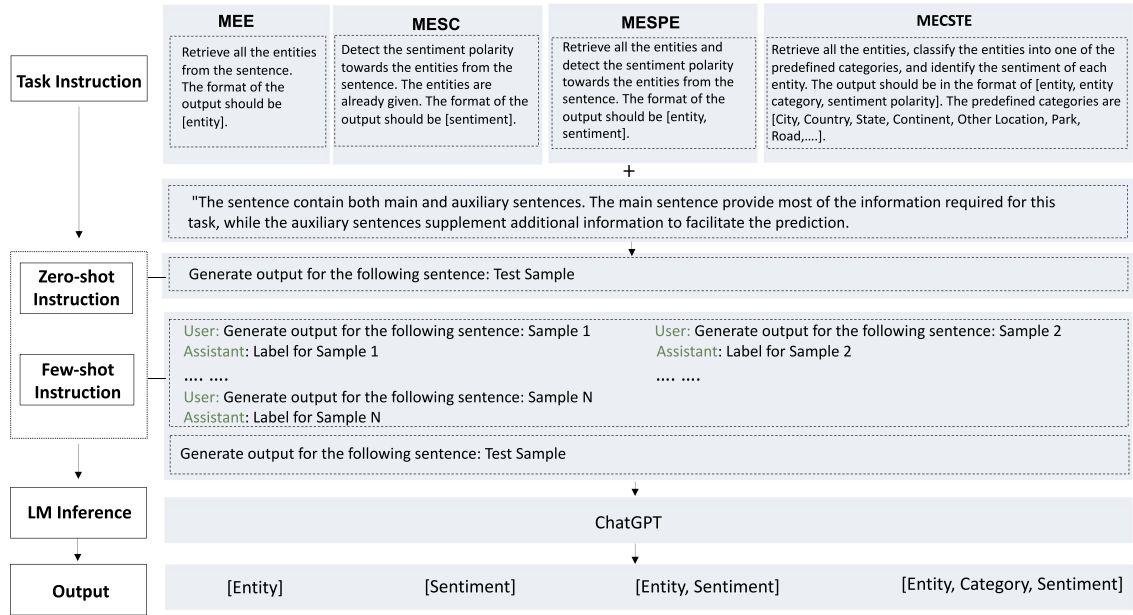 MEE
MESC
MESPE
MECSTE
Task Instruction
Retrieve all the entities
from the sentence.
The format of the
output should be
[entity].
Detect the sentiment polarity
towards the entities from the
sentence. The entities are
already given. The format of the
output should be [sentiment].
Retrieve all the entities and
detect the sentiment polarity
towards the entities from the
sentence. The format of the
output should be [entity,
sentiment].
Retrieve all the entities, classify the entities into one of the
predefined categories, and identify the sentiment of each
entity. The output should be in the format of [entity, entity
category, sentiment polarity]. The predefined categories are
[City, Country, State, Continent, Other Location, Park,
Road,....].
+
"The sentence contain both main and auxiliary sentences. The main sentence provide most of the information required for this
task, while the auxiliary sentences supplement additional information to facilitate the prediction.
Zero-shot
Instruction
Generate output for the following sentence: Test Sample
Few-shot
Instruction
User: Generate output for the following sentence: Sample 1
Assistant: Label for Sample 1
.... ....
User: Generate output for the following sentence: Sample N
Assistant: Label for Sample N
User: Generate output for the following sentence: Sample 2
Assistant: Label for Sample 2
.... ....
Generate output for the following sentence: Test Sample
LM Inference
ChatGPT
Output
[Entity]
[Sentiment]
[Entity, Sentiment]
[Entity, Category, Sentiment]